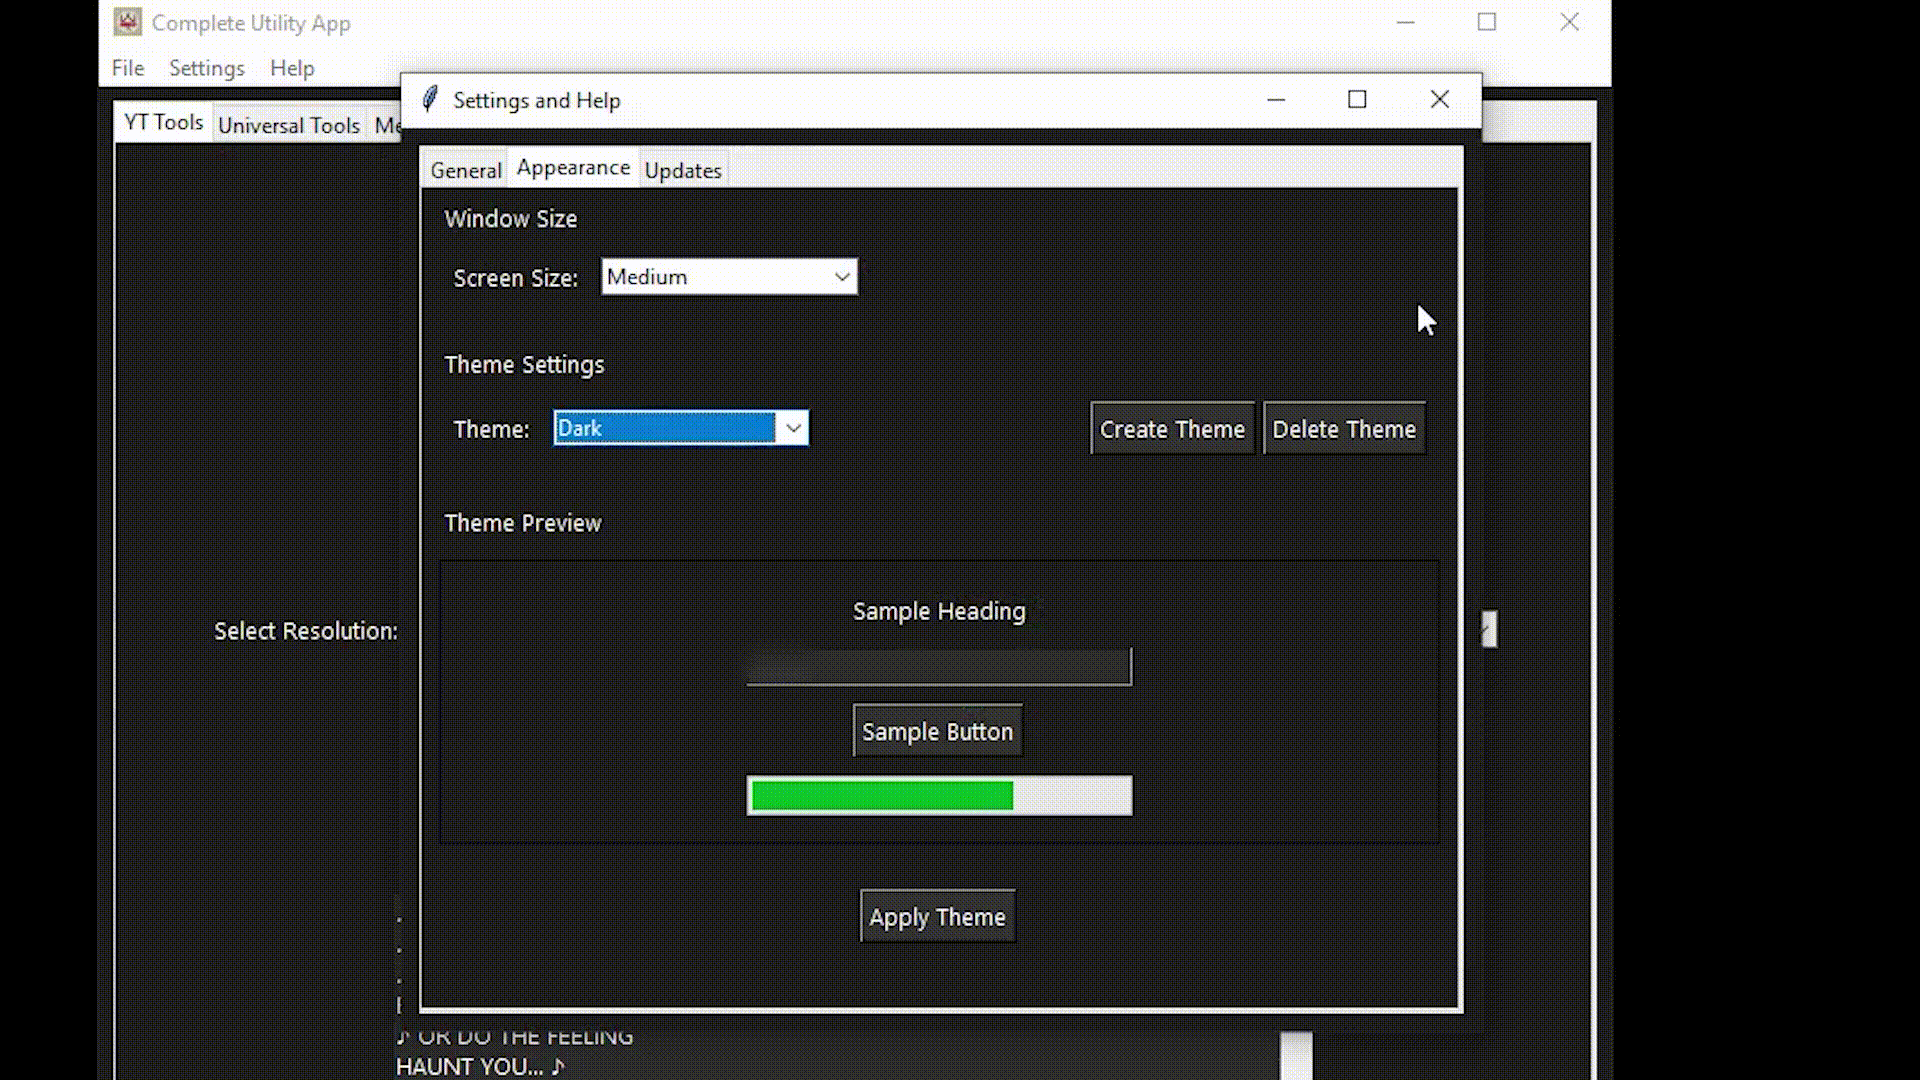 Complete Utility App
File Settings Help
Settings and Help
YT Tools Universal Tools
General Appearance Updates
Window Size
Screen Size: Medium
Theme Settings
Theme: Dark Create Theme Delete Theme
Theme Preview
Sample Heading
Select Resolution:
Sample Button
Apply Theme
♪ OR DO THE FEELING
HAUNT YOU... ♪